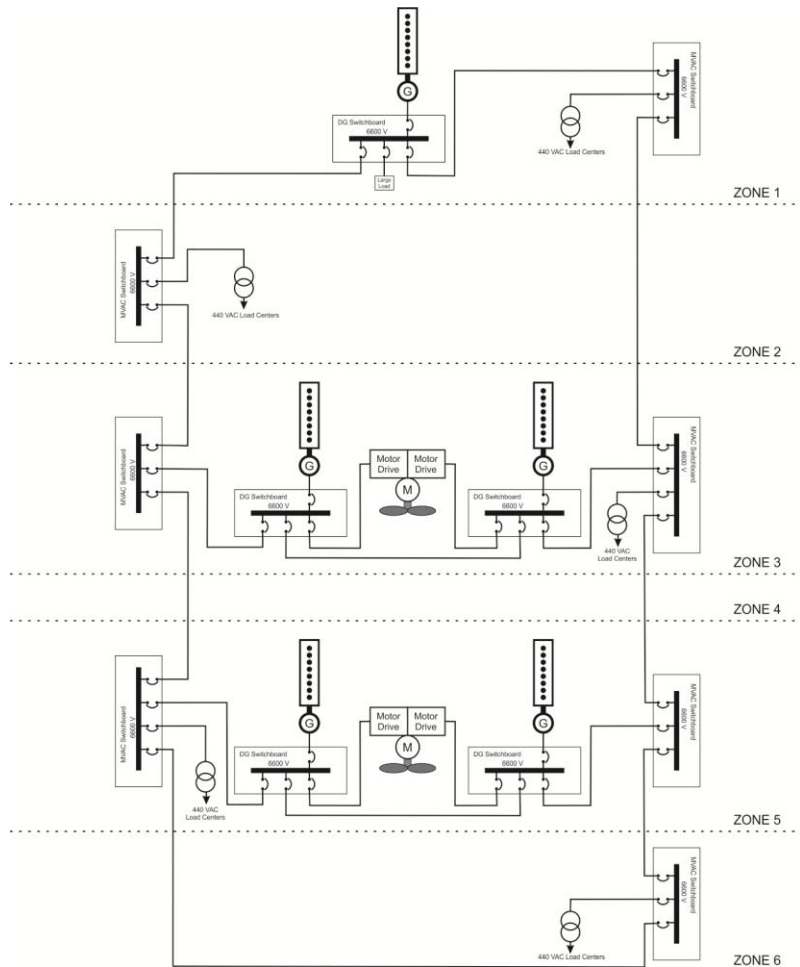 G
DG Switchboard
6600 V
Large
Load
440 VAC Load Centers
MVAC Switchboard
6600 V
ZONE 1
MVAC Switchboard
6600 V
440 VAC Load Centers
ZONE 2
MVAC Switchboard
6600 V
G
DG Switchboard
6600 V
Motor
Drive
Motor
Drive
M
G
DG Switchboard
6600 V
440 VAC
Load Centers
MVAC Switchboard
6600 V
ZONE 3
ZONE 4
MVAC Switchboard
6600 V
440 VAC
Load Centers
G
DG Switchboard
6600 V
Motor
Drive
Motor
Drive
M
G
DG Switchboard
6600 V
MVAC Switchboard
6600 V
ZONE 5
440 VAC Load Centers
MVAC Switchboard
6600 V
ZONE 6